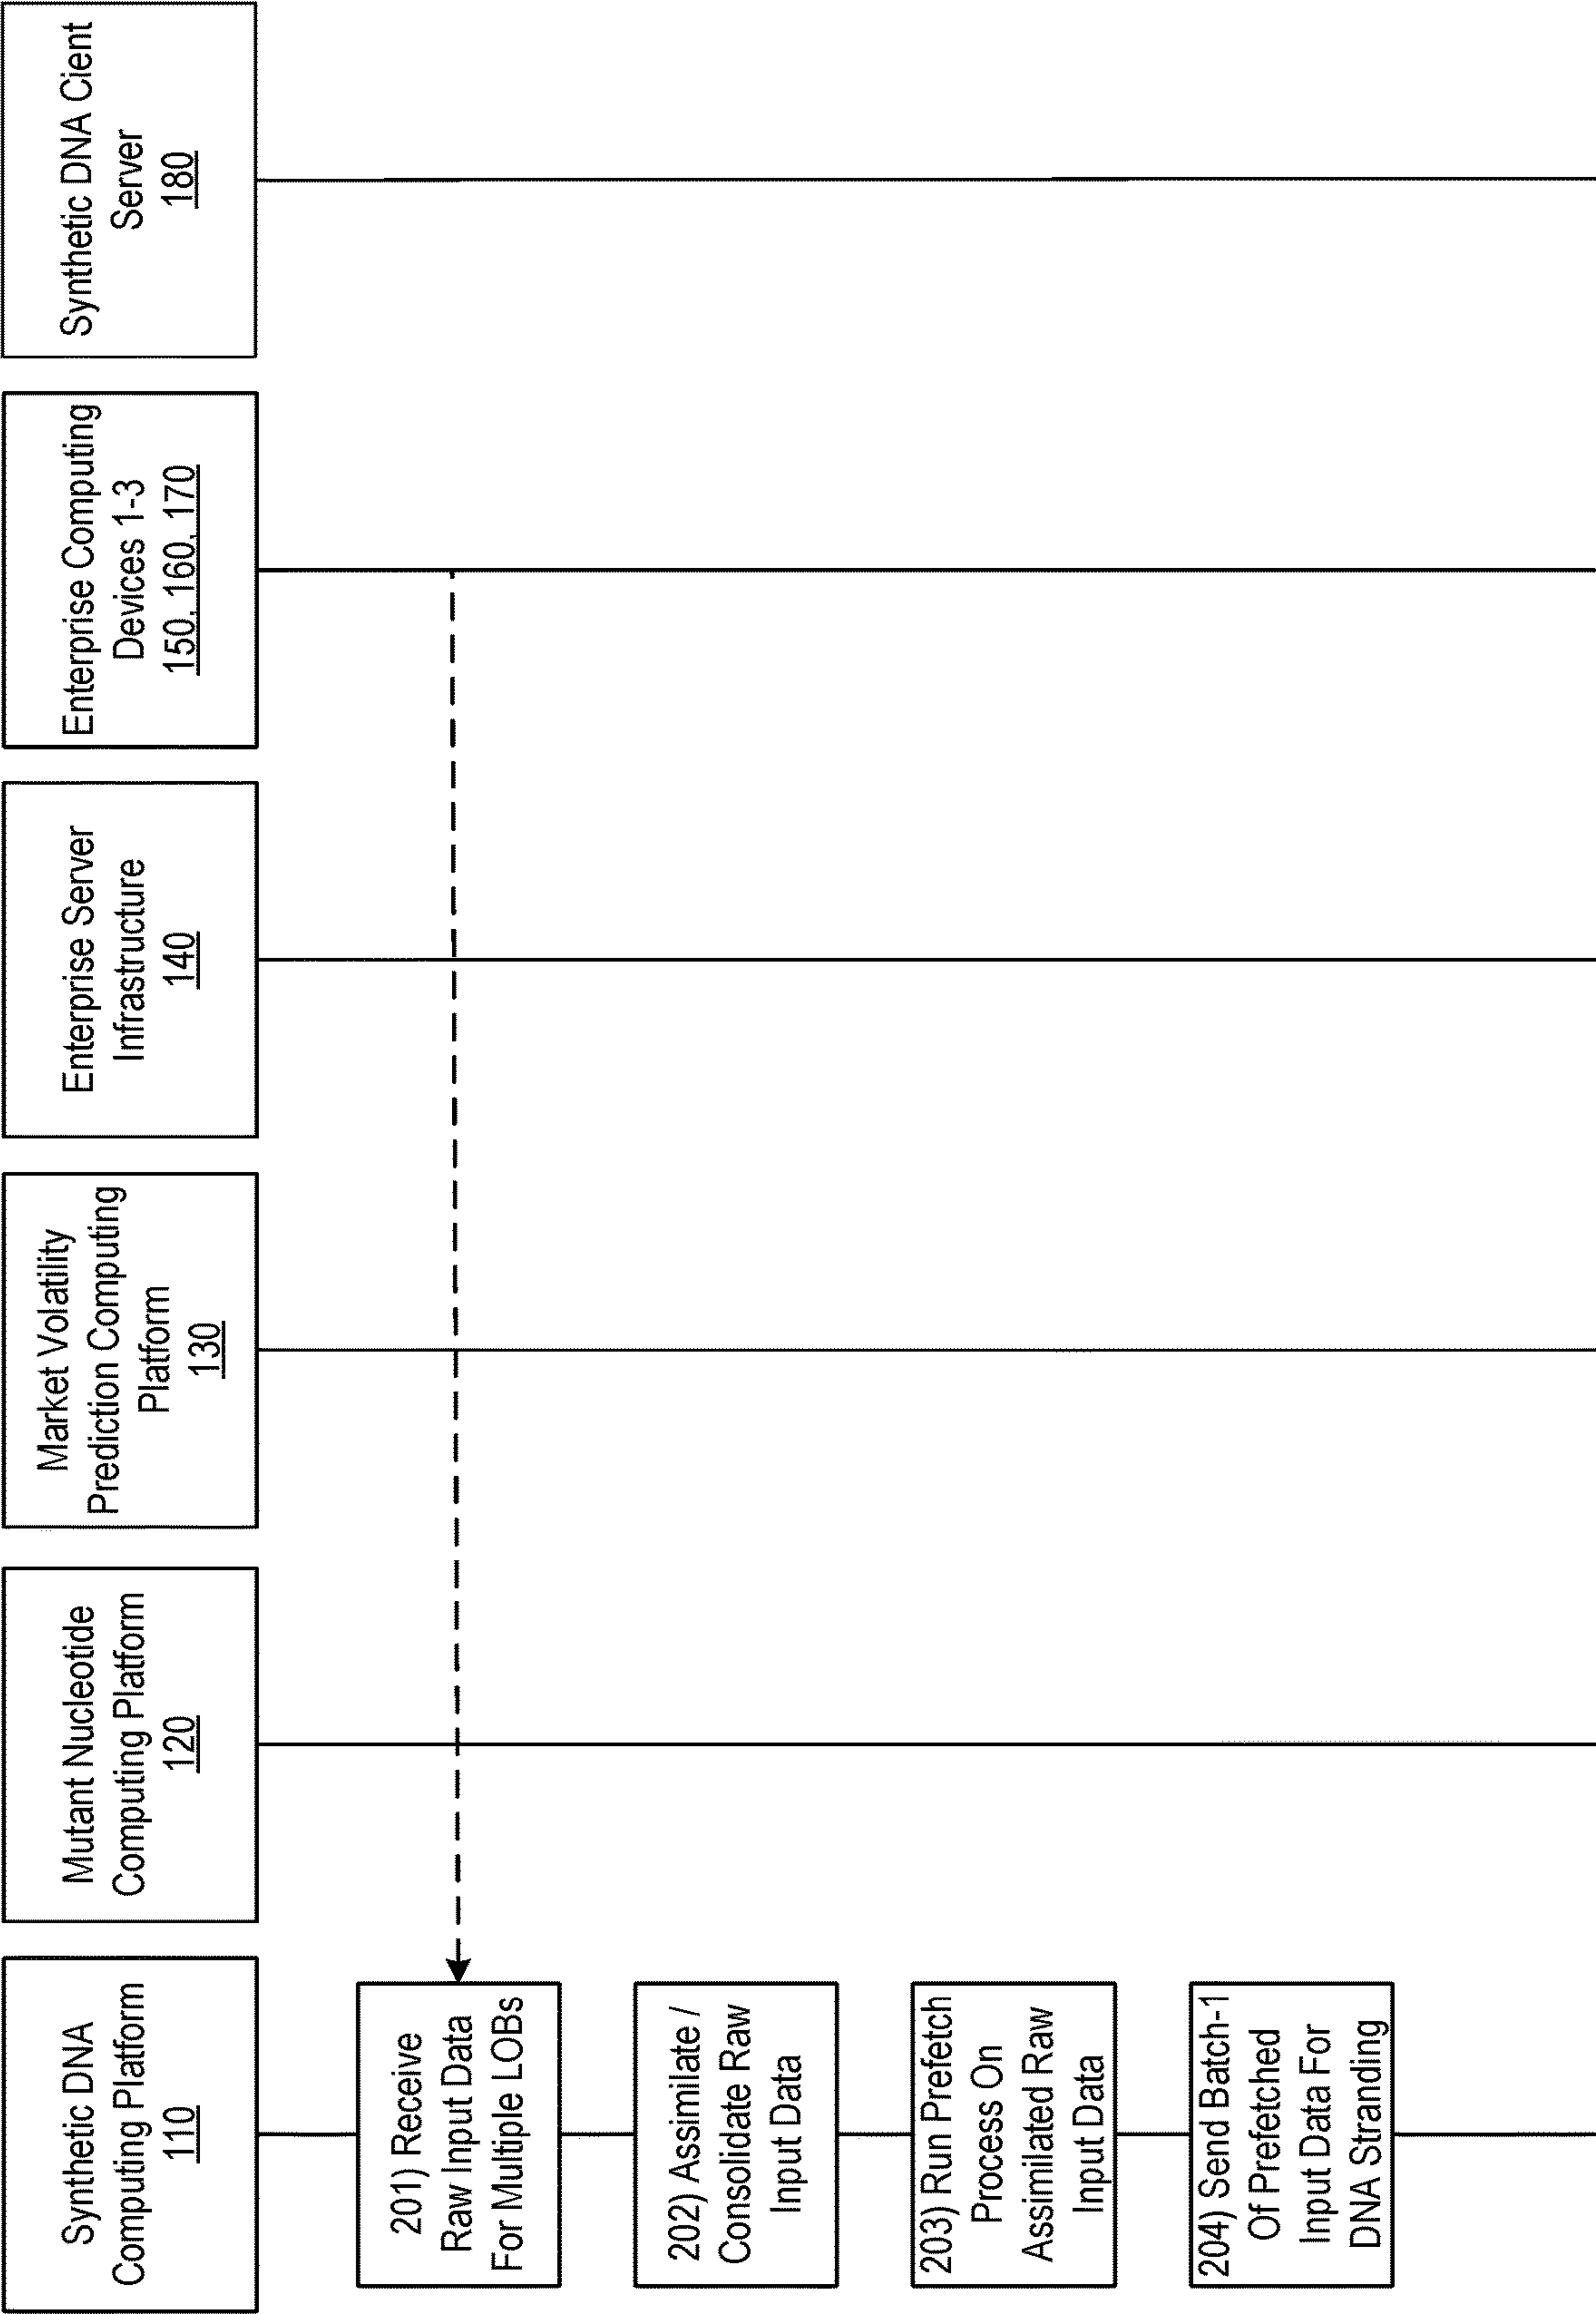 Synthetic DNA
Computing Platform
110
Mutant Nucleotide
Computing Platform
120
Market Volatility
Prediction Computing
Platform
130
Enterprise Server
Infrastructure
140
Enterprise Computing
Devices 1-3
150, 160, 170
Synthetic DNA Cient
Server
180
201) Receive
Raw Input Data
For Multiple LOBs
202) Assimilate /
Consolidate Raw
Input Data
203) Run Prefetch
Process On
Assimilated Raw
Input Data
204) Send Batch-1
Of Prefetched
Input Data For
DNA Stranding